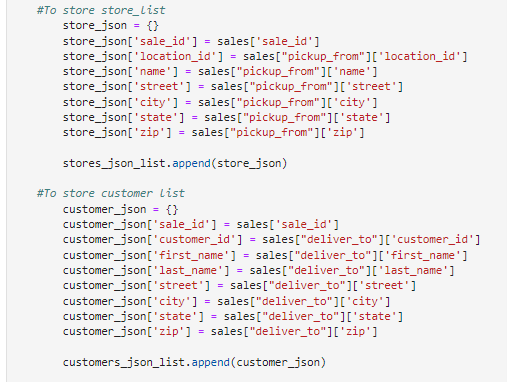 #To store store_list
store_json = {}
store_json['sale_id'] = sales['sale_id']
store_json['location_id'] = sales["pickup_from"]['location_id']
store_json['name'] = sales["pickup_from"]['name']
store_json['street'] = sales["pickup_from"]['street']
store_json['city'] = sales["pickup_from"]['city']
store_json['state'] = sales["pickup_from"]['state']
store_json['zip'] = sales["pickup_from"]['zip']
stores_json_list.append(store_json)
#To store customer list
customer_json = {}
customer_json['sale_id'] = sales['sale_id']
customer_json['customer_id'] = sales["deliver_to"]['customer_id']
customer_json['first_name'] = sales["deliver_to"]['first_name']
customer_json['last_name'] = sales["deliver_to"]['last_name']
customer_json['street'] = sales["deliver_to"]['street']
customer_json['city'] = sales["deliver_to"]['city']
customer_json['state'] = sales["deliver_to"]['state']
customer_json['zip'] = sales["deliver_to"]['zip']
customers_json_list.append(customer_json)